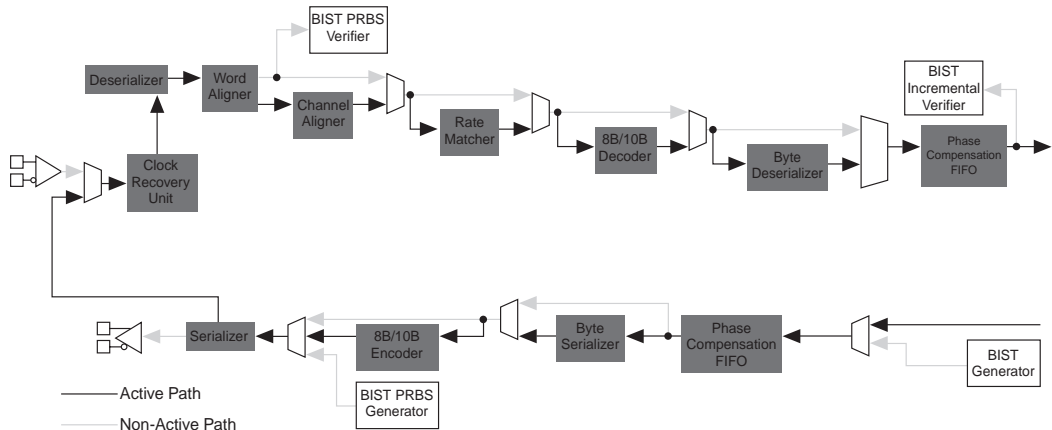 BIST PRBS
Verifier
Deserializer
Word
Aligner
Channel
Aligner
Rate
Matcher
8B/10B
Decoder
Byte
Deserializer
BIST
Incremental
Verifier
Phase
Compensation
FIFO
Clock
Recovery
Unit
Serializer
8B/10B
Encoder
BIST PRBS
Generator
Byte
Serializer
Phase
Compensation
FIFO
BIST
Generator
Active Path
Non-Active Path